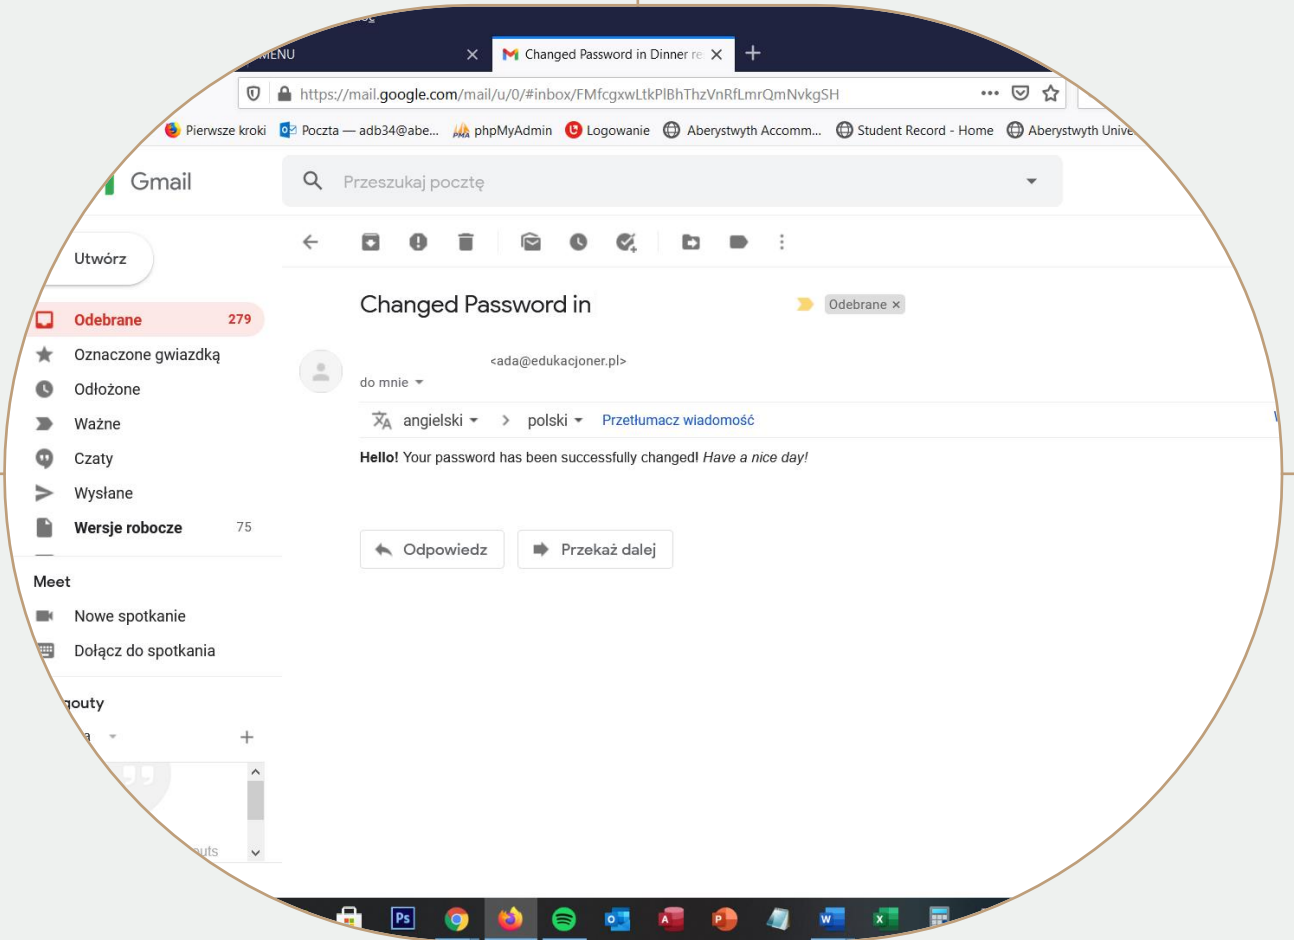 MENU
Changed Password in Dinner re
https://mail.google.com/mail/u/0/#inbox/FMfcgxwLtkPlBhThzVnRfLmrQmNvkgSH
Pierwsze kroki
Poczta — adb34@abe...
phpMyAdmin
Logowanie
Aberystwyth Accomm...
Student Record - Home
Aberystwyth Unive
Gmail
Przeszukaj pocztę
Utwórz
Changed Password in
Odebrane ×
Odebrane 279
Oznaczone gwiazdką
Odłożone
Ważne
Czaty
Wysłane
Wersje robocze 75
<ada@edukacjoner.pl>
do mnie
angielski > polski Przetłumacz wiadomość
Hello! Your password has been successfully changed! Have a nice day!
Odpowiedz
Przekaż dalej
Meet
Nowe spotkanie
Dołącz do spotkania
gouty
a
outs
Ps